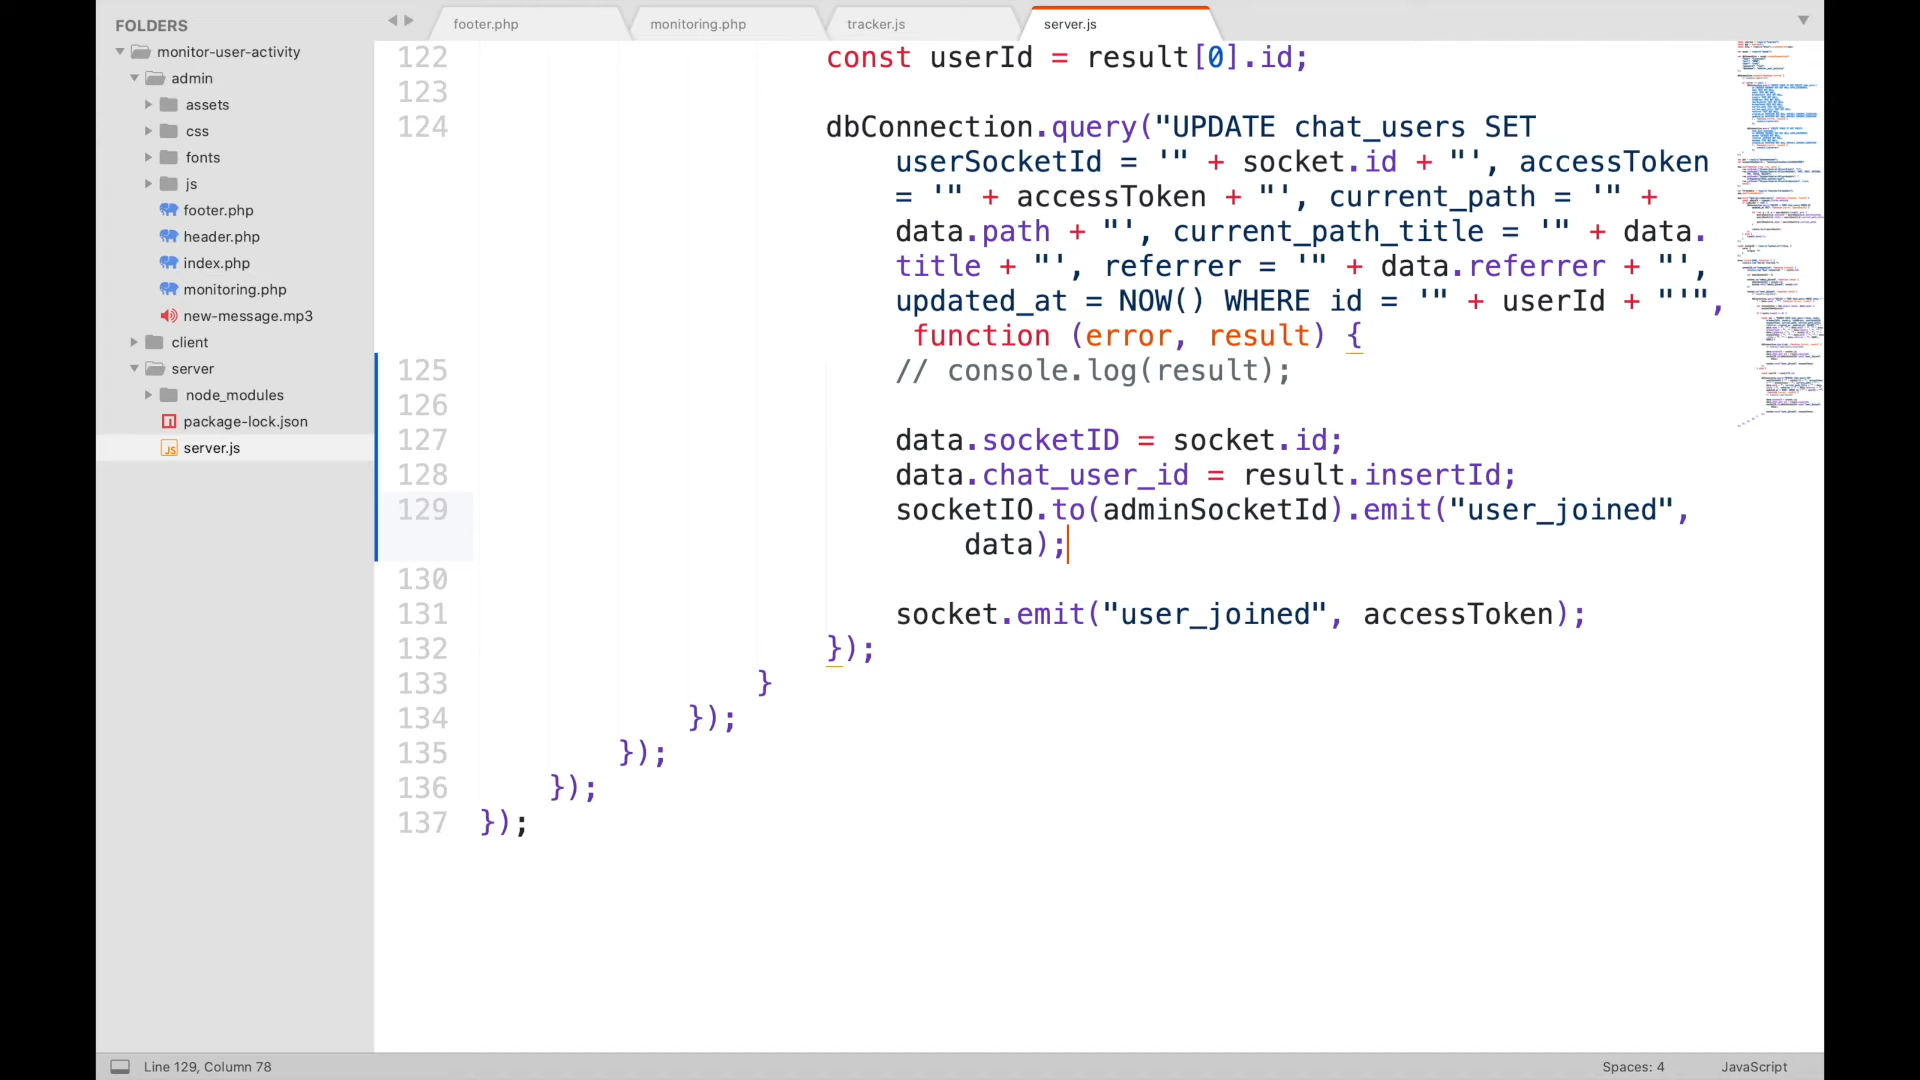 FOLDERS
monitor-user-activity
admin
assets
css
fonts
js
footer.php
header.php
index.php
monitoring.php
new-message.mp3
client
server
node_modules
package-lock.json
JS server.js
footer.php
monitoring.php
tracker.js
server.js
122 const userId = result[0].id;
123
124 dbConnection.query("UPDATE chat_users SET
userSocketId = '" + socket.id + "', accessToken
= '" + accessToken + "', current_path = '" +
data.path + "', current_path_title = '" + data.
title + "', referrer = '" + data.referrer + "',
updated_at = NOW() WHERE id = '" + userId + "'",
function (error, result) {
125 // console.log(result);
126
127 data.socketID = socket.id;
128 data.chat_user_id = result.insertId;
129 socketIO.to(adminSocketId).emit("user_joined",
data);
130
131 socket.emit("user_joined", accessToken);
132 });
133 }
134 });
135 });
136 });
137 });
Line 129, Column 78
Spaces: 4
JavaScript